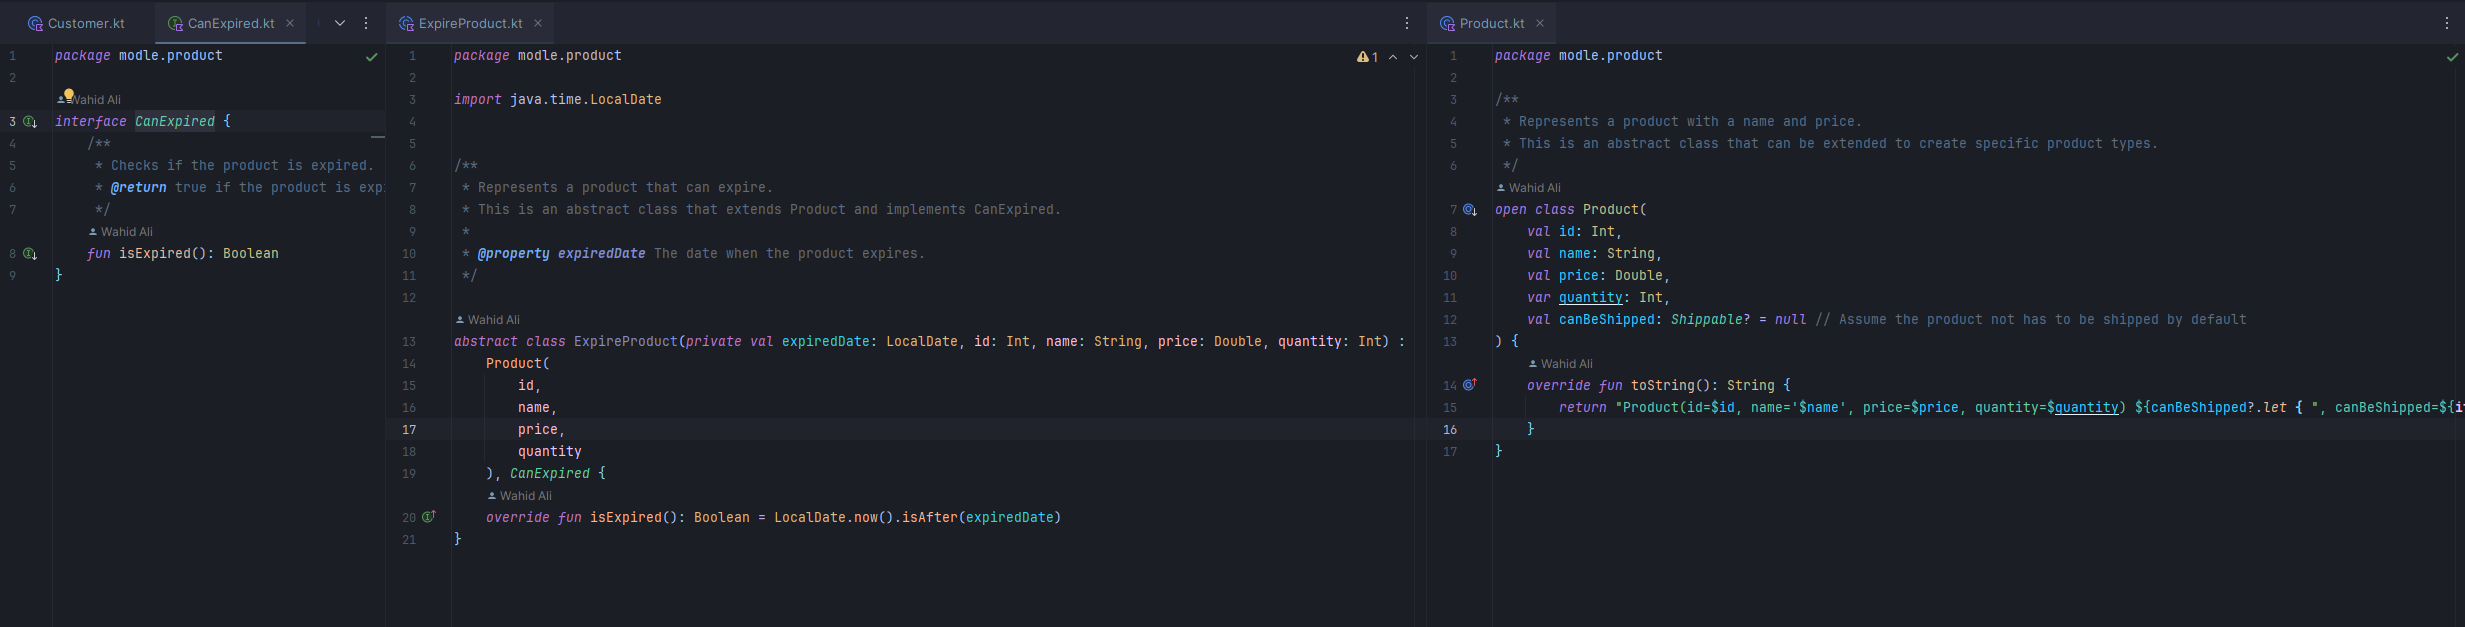 Customer.kt
CanExpired.kt
1 package modle.product
2
Wahid Ali
3 interface CanExpired {
4 /**
5 * Checks if the product is expired.
6 * @return true if the product is exp
7 */
Wahid Ali
8 fun isExpired(): Boolean
9 }
ExpireProduct.kt
1
1 package modle.product
2
3 import java.time.LocalDate
4
5
6 /**
7 * Represents a product that can expire.
8 * This is an abstract class that extends Product and implements CanExpired.
9 *
10 * @property expiredDate The date when the product expires.
11 */
12
Wahid Ali
13 abstract class ExpireProduct(private val expiredDate: LocalDate, id: Int, name: String, price: Double, quantity: Int) :
14 Product(
15 id,
16 name,
17 price,
18 quantity
19 ), CanExpired {
Wahid Ali
20 override fun isExpired(): Boolean = LocalDate.now().isAfter(expiredDate)
21 }
Product.kt
1 package modle.product
2
3 /**
4 * Represents a product with a name and price.
5 * This is an abstract class that can be extended to create specific product types.
6 */
Wahid Ali
7 open class Product(
8 val id: Int,
9 val name: String,
10 val price: Double,
11 var quantity: Int,
12 val canBeShipped: Shippable? = null // Assume the product not has to be shipped by default
13 ) {
Wahid Ali
14 override fun toString(): String {
15 return "Product(id=$id, name='$name', price=$price, quantity=$quantity) ${canBeShipped?.let { ", canBeShipped=${i
16 }
17 }